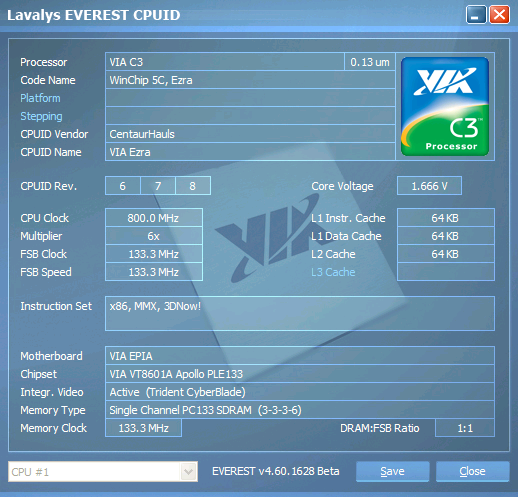 Lavalys EVEREST CPUID
Processor VIA C3 0.13 um
Code Name WinChip 5C, Ezra
Platform
Stepping
CPUID Vendor CentaurHauls
CPUID Name VIA Ezra
VIA
C3™
Processor
CPUID Rev. 6 7 8 Core Voltage 1.666 V
CPU Clock 800.0 MHz L1 Instr. Cache 64 KB
Multiplier 6x L1 Data Cache 64 KB
FSB Clock 133.3 MHz L2 Cache 64 KB
FSB Speed 133.3 MHz L3 Cache
VIA
Instruction Set x86, MMX, 3DNow!
Motherboard VIA EPIA
Chipset VIA VT8601A Apollo PLE133
Integr. Video Active (Trident CyberBlade)
Memory Type Single Channel PC133 SDRAM (3-3-3-6)
Memory Clock 133.3 MHz DRAM:FSB Ratio 1:1
CPU #1 EVEREST v4.60.1628 Beta Save Close